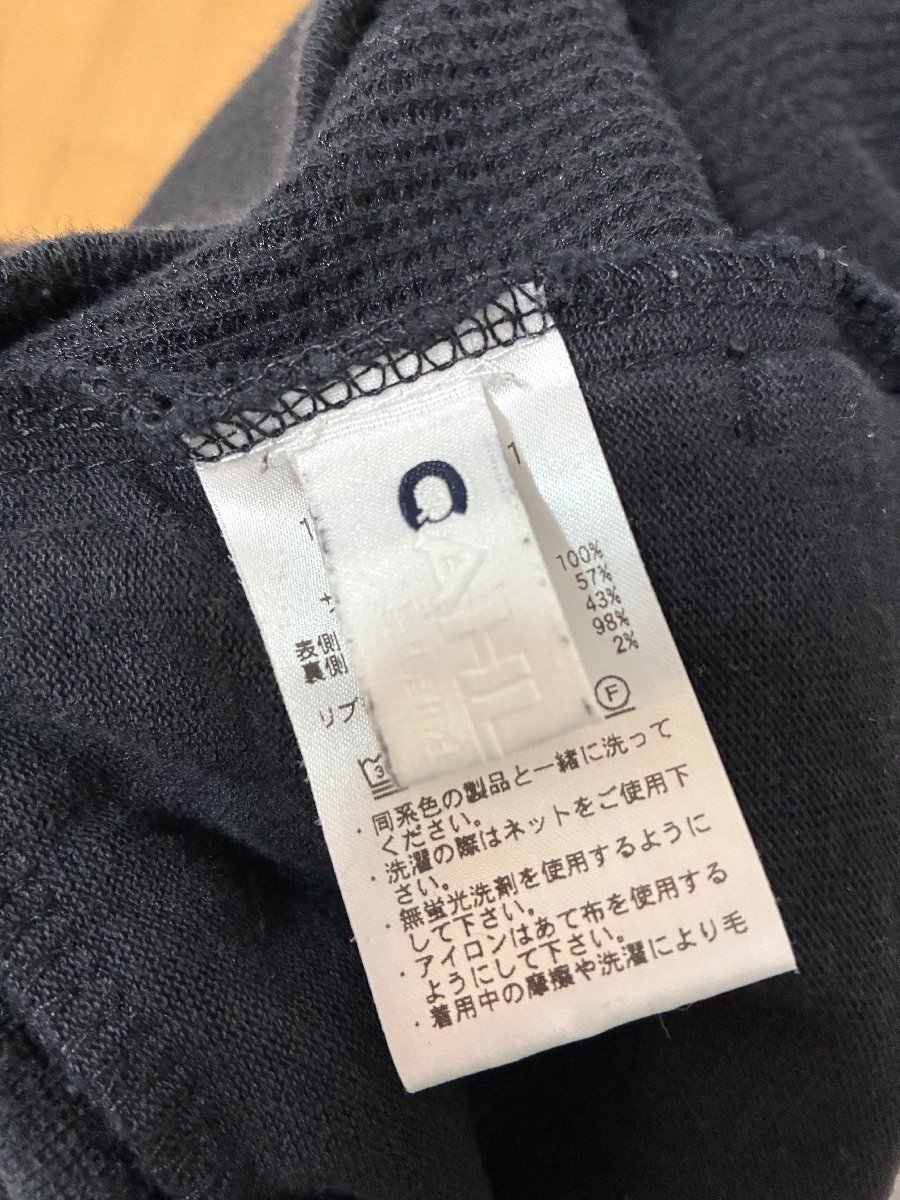 CAHL
1
1
100%
57%
表側
43%
裏側
98%
2%
リブ
F
3
・同系色の製品と一緒に洗って
ください。
・洗濯の際はネットをご使用下
さい。
・無蛍光洗剤を使用するように
して下さい。
・アイロンはあて布を使用する
ようにして下さい。
・着用中の摩擦や洗濯により毛